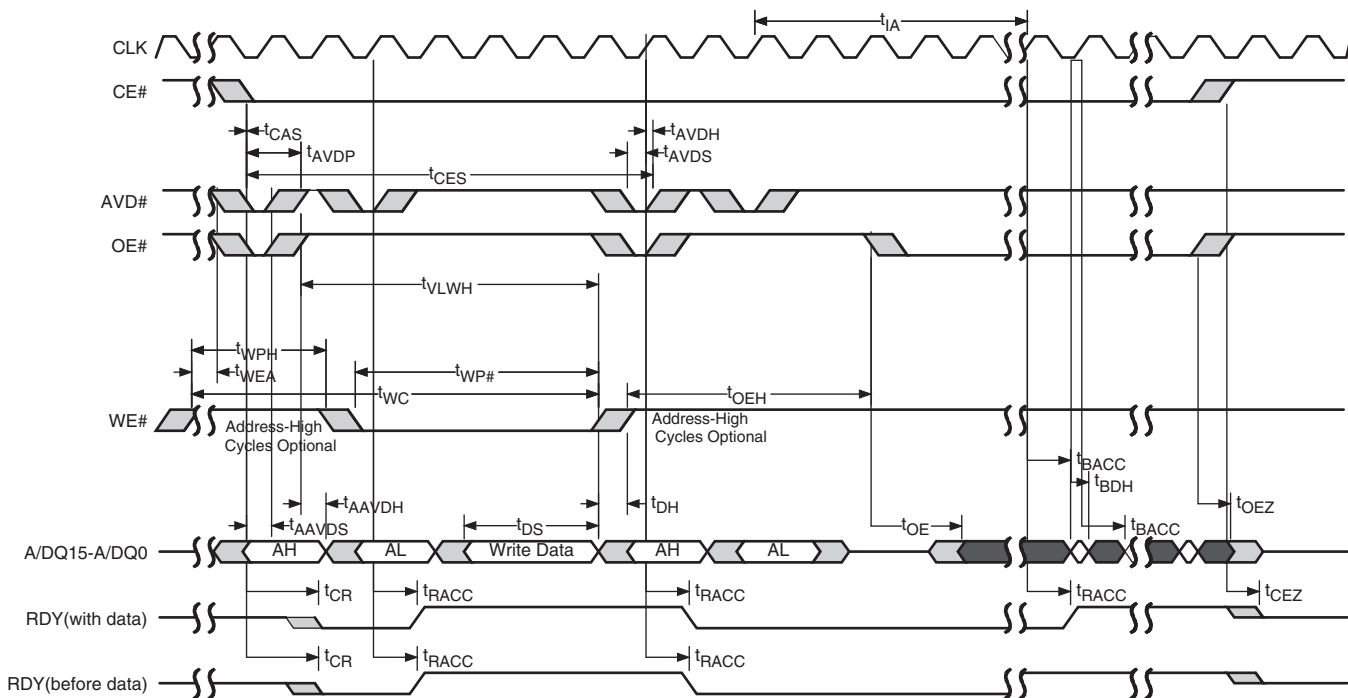 tIA
CLK
CE#
tCAS
tAVDH
tAVDP
tAVDS
tCES
AVD#
OE#
tVLWH
tWPH
tWEA
tWP#
tWC
tOEH
WE#
Address-High
Cycles Optional
Address-High
Cycles Optional
tBACC
tBDH
tAAVDH
tDH
tOEZ
tAAVDS
tDS
tOE
tBACC
A/DQ15-A/DQ0
AH
AL
Write Data
AH
AL
tCR
tRACC
tRACC
tRACC
tCEZ
RDY(with data)
tCR
tRACC
tRACC
RDY(before data)